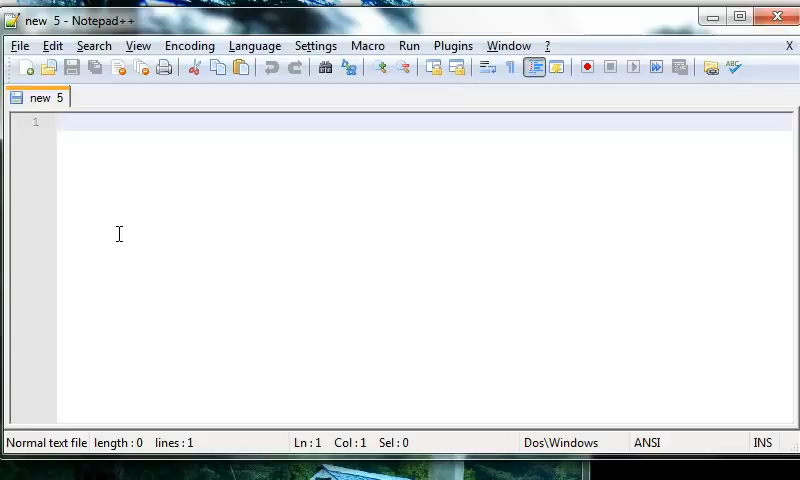 new  5 - Notepad++
File Edit Search View Encoding Language Settings Macro Run Plugins Window ? X
ABC
new  5
1
Normal text file length : 0 lines : 1 Ln : 1 Col : 1 Sel : 0 Dos\Windows ANSI INS